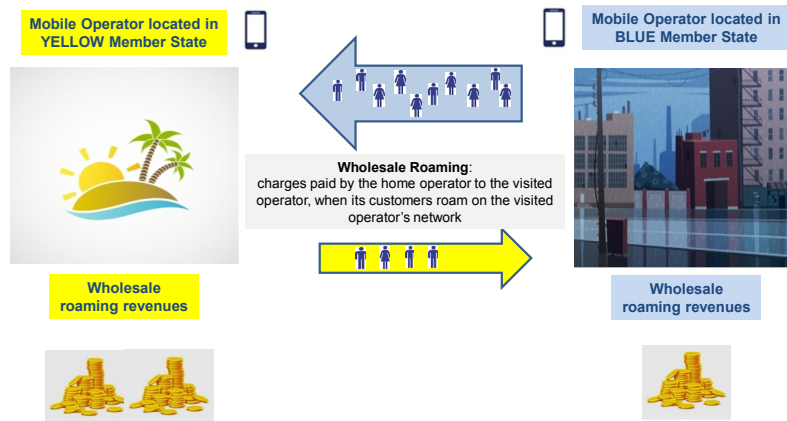 Mobile Operator located in
YELLOW Member State
Mobile Operator located in
BLUE Member State
Wholesale Roaming:
charges paid by the home operator to the visited
operator, when its customers roam on the visited
operator's network
Wholesale
roaming revenues
Wholesale
roaming revenues